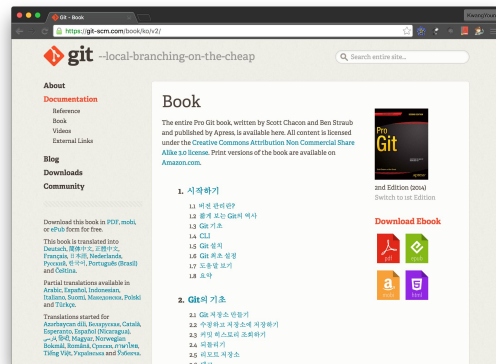 Git - Book
https://git-scm.com/book/ko/v2/
git --local-branching-on-the-cheap
Search entire site...
About
Documentation
Reference
Book
Videos
External Links
Blog
Downloads
Community
Download this book in PDF, mobi,
or ePub form for free.
This book is translated into
Deutsch, 简体中文, 正體中文,
Français, 日本語, Nederlands,
Русский, 한국어, Português (Brasil)
and Čeština.
Partial translations available in
Arabic, Español, Indonesian,
Italiano, Suomi, Македонски, Polski
and Türkçe.
Translations started for
Azərbaycan dili, Беларуская, Català,
Esperanto, Español (Nicaragua),
فارسی, हिन्दी, Magyar, Norwegian
Bokmål, Română, Српски, ภาษาไทย,
Tiếng Việt, Українська and Ўзбекча.
Book
The entire Pro Git book, written by Scott Chacon and Ben Straub
and published by Apress, is available here. All content is licensed
under the Creative Commons Attribution Non Commercial Share
Alike 3.0 license. Print versions of the book are available on
Amazon.com.
1. 시작하기
1.1 버전 관리란?
1.2 짧게 보는 Git의 역사
1.3 Git 기초
1.4 CLI
1.5 Git 설치
1.6 Git 최초 설정
1.7 도움말 보기
1.8 요약
2. Git의 기초
2.1 Git 저장소 만들기
2.2 수정하고 저장소에 저장하기
2.3 커밋 히스토리 조회하기
2.4 되돌리기
2.5 리모트 저장소
Pro
Git
2nd Edition (2014)
Switch to 1st Edition
Download Ebook
pdf
epub
mobi
html